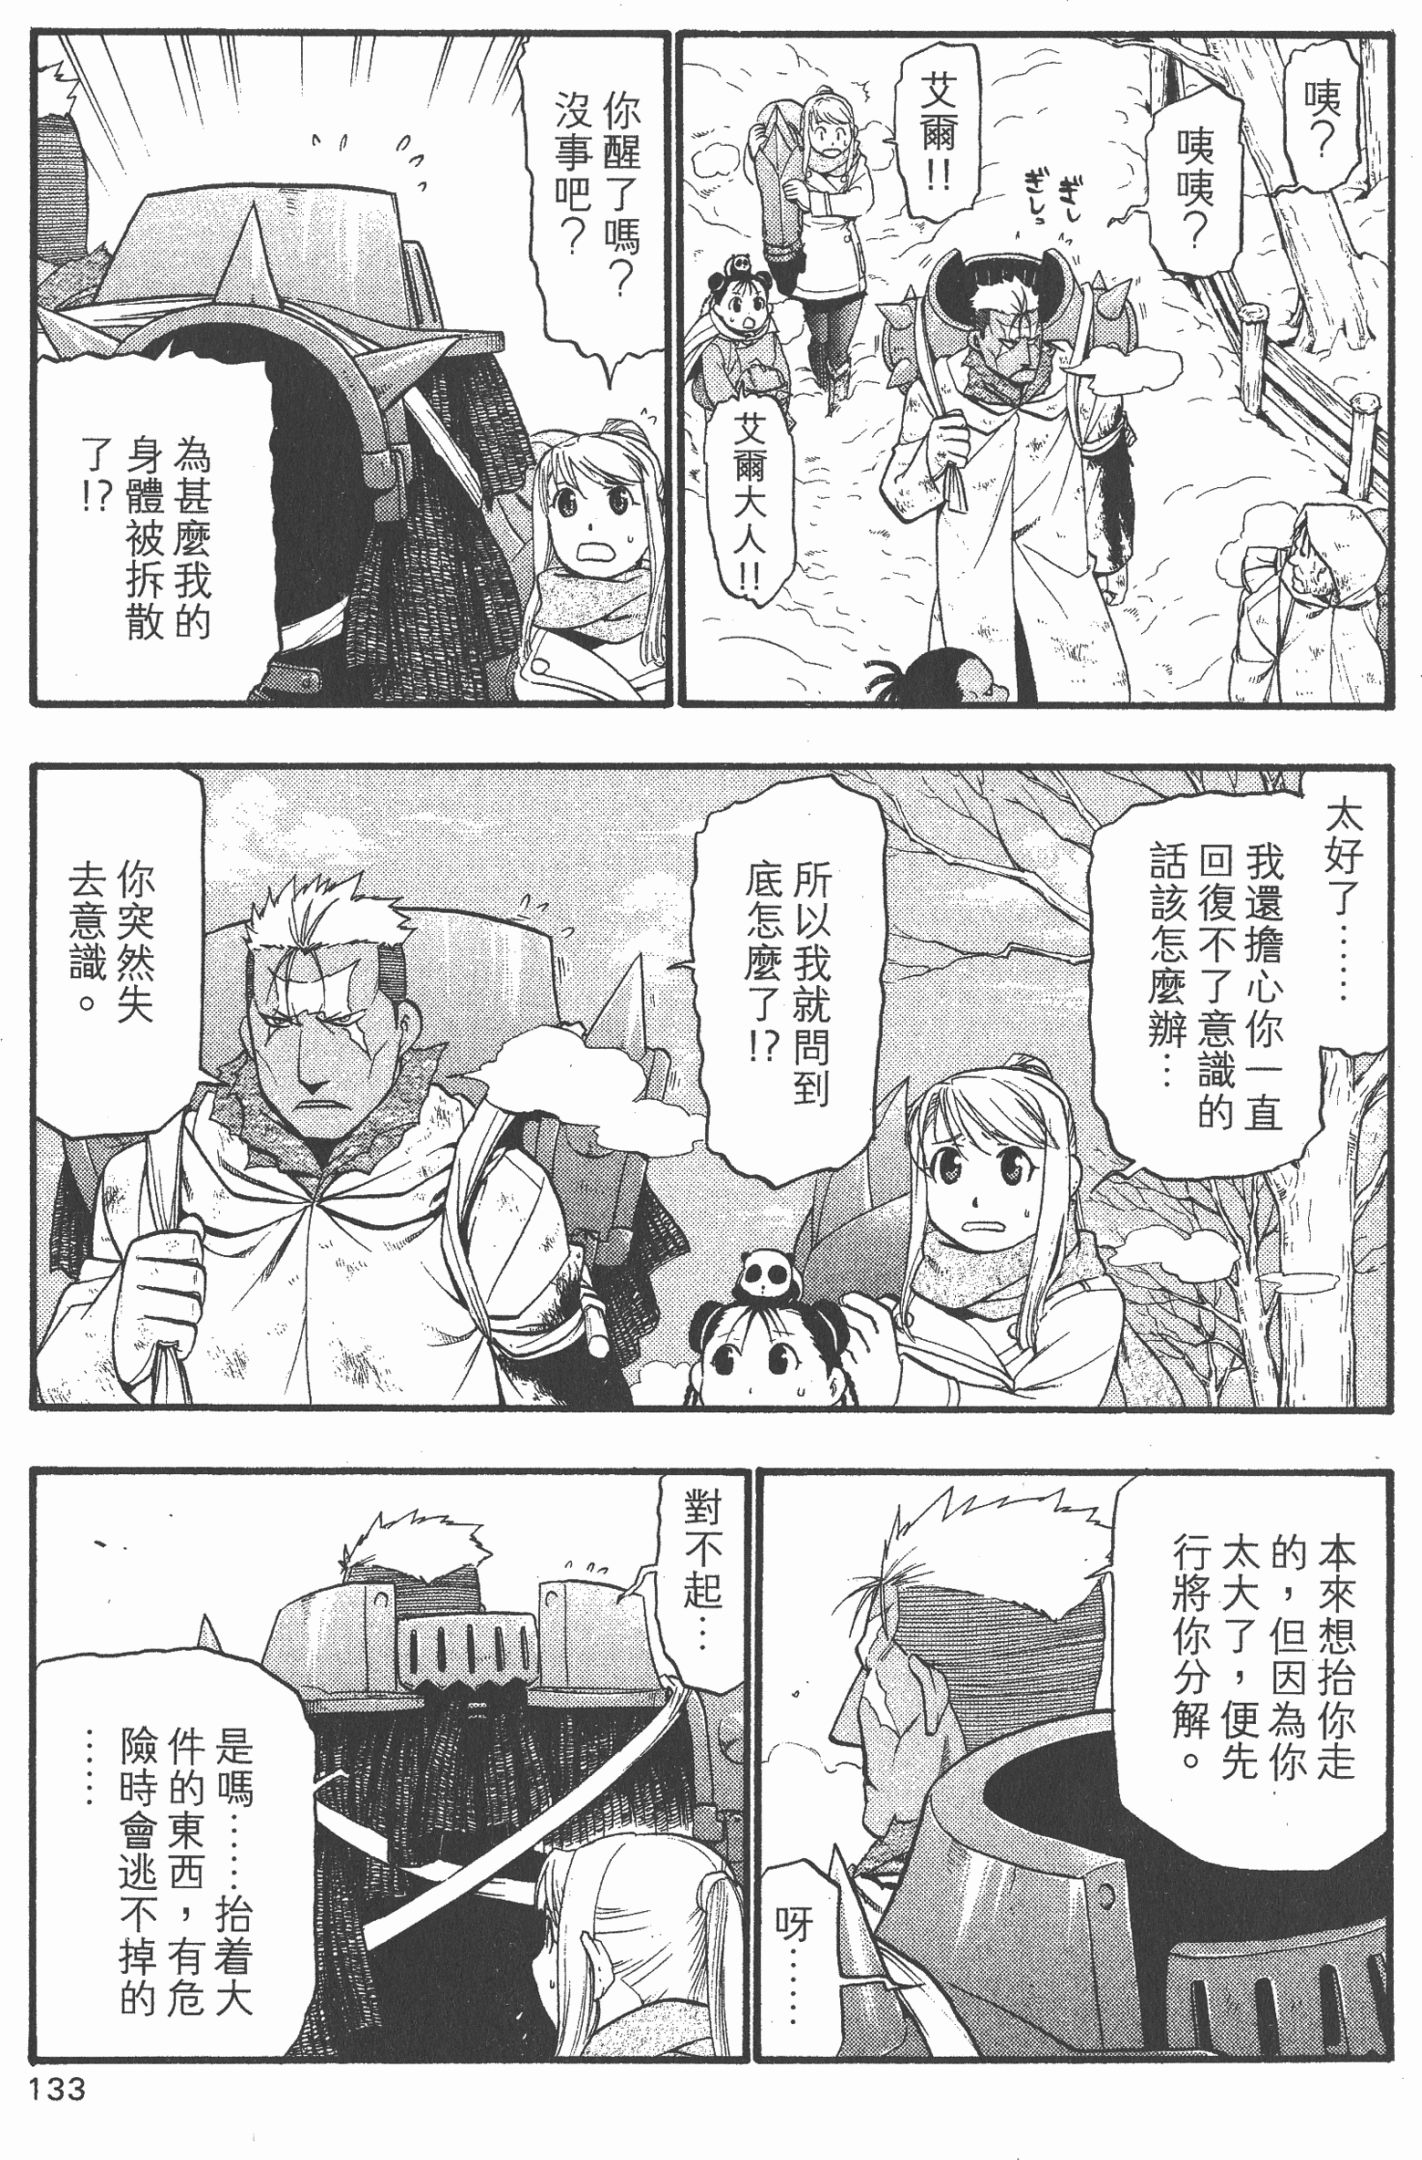 咦？
咦咦？
ぎしぎしっ
艾爾!!
艾爾大人!!
你醒了嗎？
沒事吧？
為甚麼我的
身體被拆散
了!?
太好了……
我還擔心你一直
回復不了意識的
話該怎麼辦…
所以我就問到
底怎麼了!?
你突然失
去意識。
本來想抬你走
的，但因為你
太大了，便先
行將你分解。
呀……
對不起…
是嗎……抬着大
件的東西，有危
險時會逃不掉的
……
133